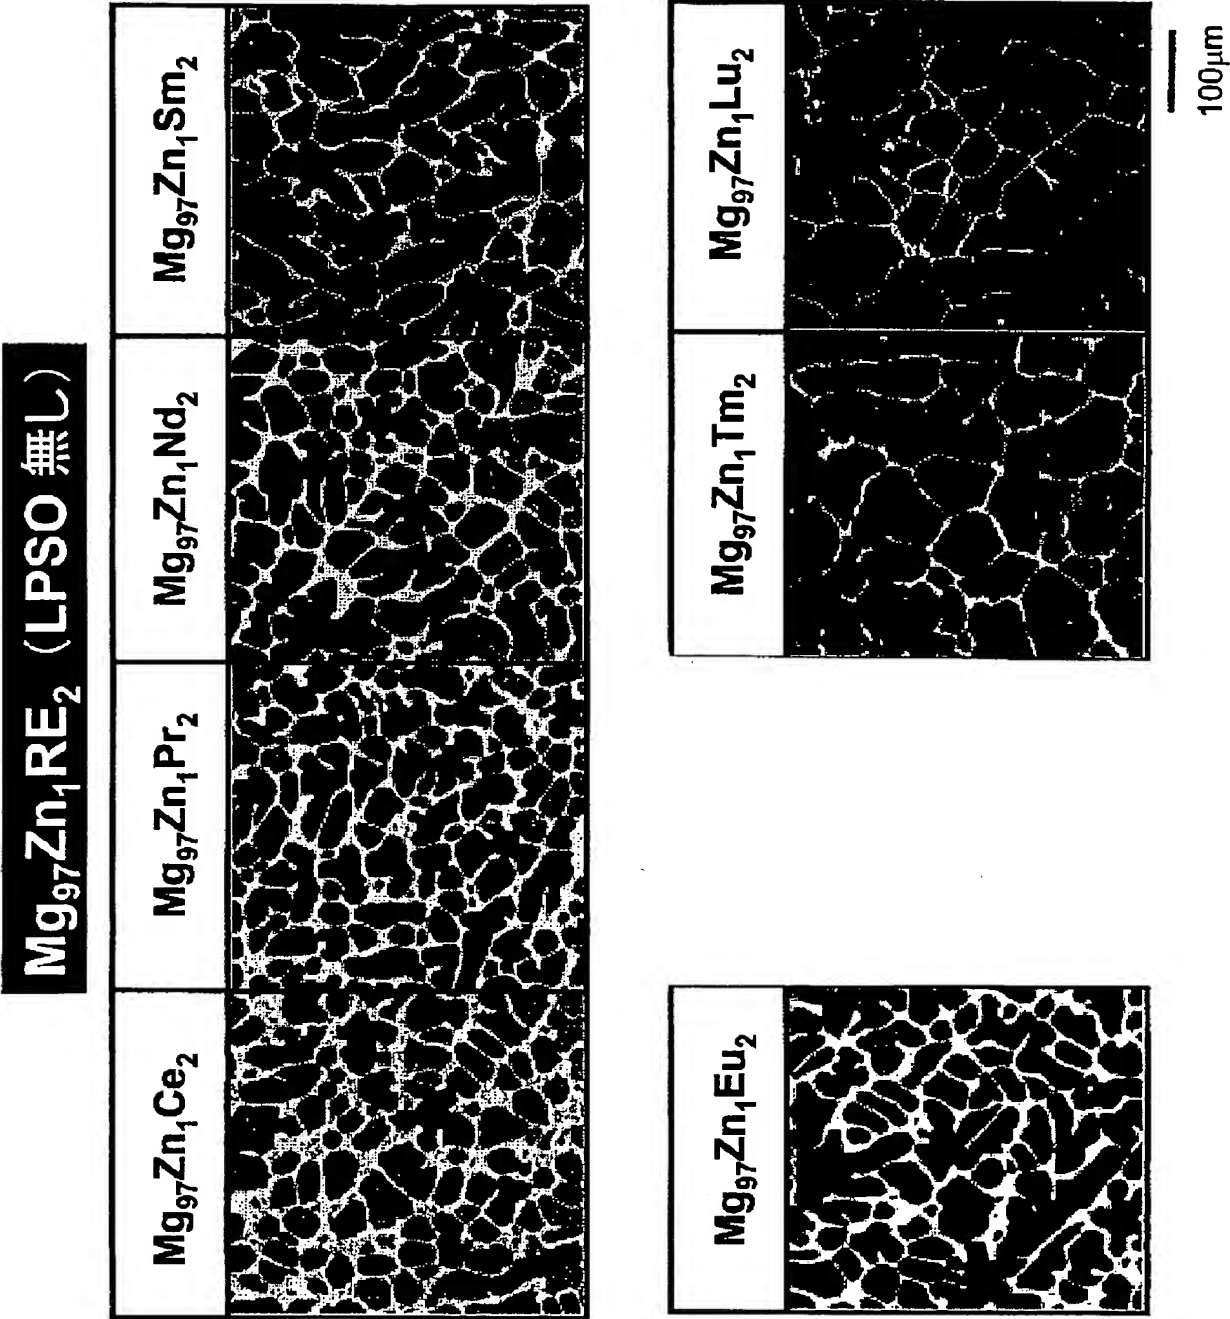 Mg₉₇Zn₁RE₂（LPSO 無し）
Mg₉₇Zn₁Ce₂
Mg₉₇Zn₁Pr₂
Mg₉₇Zn₁Nd₂
Mg₉₇Zn₁Sm₂
Mg₉₇Zn₁Eu₂
Mg₉₇Zn₁Tm₂
Mg₉₇Zn₁Lu₂
100μm